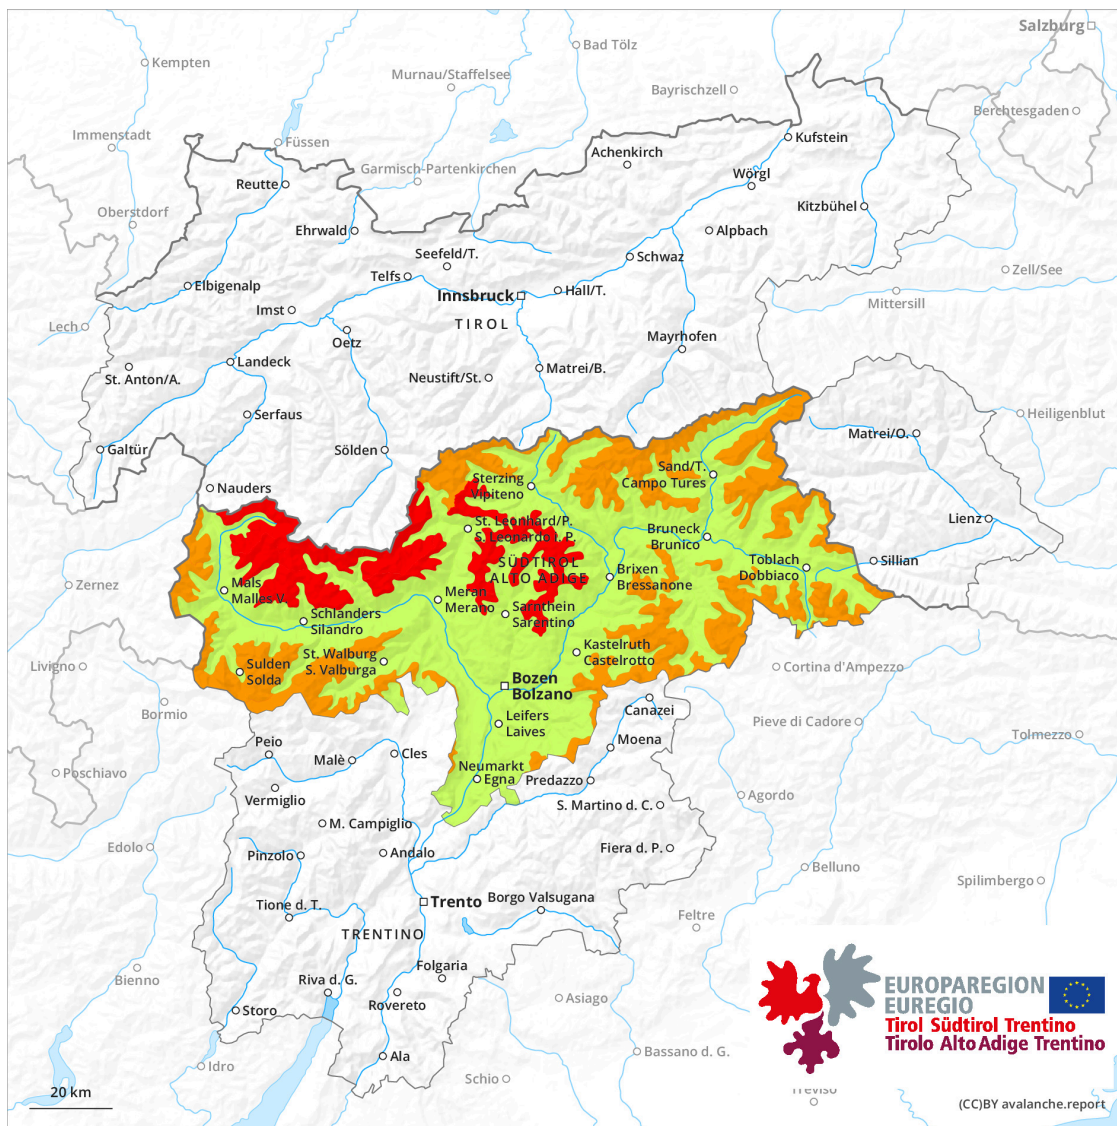 Salzburg
Bad Tölz
Kempten
Murnau/Staffelsee
Bayrischzell
Berchtesgaden
Immenstadt
Füssen
Kufstein
Achenkirch
Garmisch-Partenkirchen
Wörgl
Reutte
Oberstdorf
Kitzbühel
Ehrwald
Alpbach
Seefeld/T.
Schwaz
Telfs
Zell/See
Elbigenalp
Hall/T.
Innsbruck
Mittersill
Imst
TIROL
Lech
Oetz
Mayrhofen
Landeck
Matrei/B.
St. Anton/A.
Neustift/St.
Serfaus
Heiligenblut
Matrei/O.
Galtür
Sölden
Sand/T.
Campo Tures
Sterzing
Vipiteno
Nauders
Lienz
St. Leonhard/P.
S. Leonardo i. P.
Bruneck
Brunico
SÜDTIROL
ALTO ADIGE
Toblach
Dobbiaco
Sillian
Brixen
Bressanone
Zernez
Mals
Malles V.
Meran
Merano
Sarnthein
Sarentino
Schlanders
Silandro
Kastelruth
Castelrotto
St. Walburg
S. Valburga
Livigno
Sulden
Solda
Cortina d'Ampezzo
Bozen
Bolzano
Bormio
Canazei
Leifers
Laives
Pieve di Cadore
Tolmezzo
Peio
Moena
Malè
Cles
Neumarkt
Egna
Poschiavo
Predazzo
Vermiglio
Agordo
S. Martino d. C.
M. Campiglio
Edolo
Fiera d. P.
Pinzolo
Andalo
Belluno
Spilimbergo
Trento
Borgo Valsugana
Tione d. T.
Feltre
TRENTINO
Folgaria
Bienno
Riva d. G.
EUROPAREGION
EUREGIO
Asiago
Rovereto
Storo
Tirol Südtirol Trentino
Tirolo Alto Adige Trentino
Ala
Bassano d. G.
Idro
Schio
20 km
Treviso
(CC)BY avalanche.report